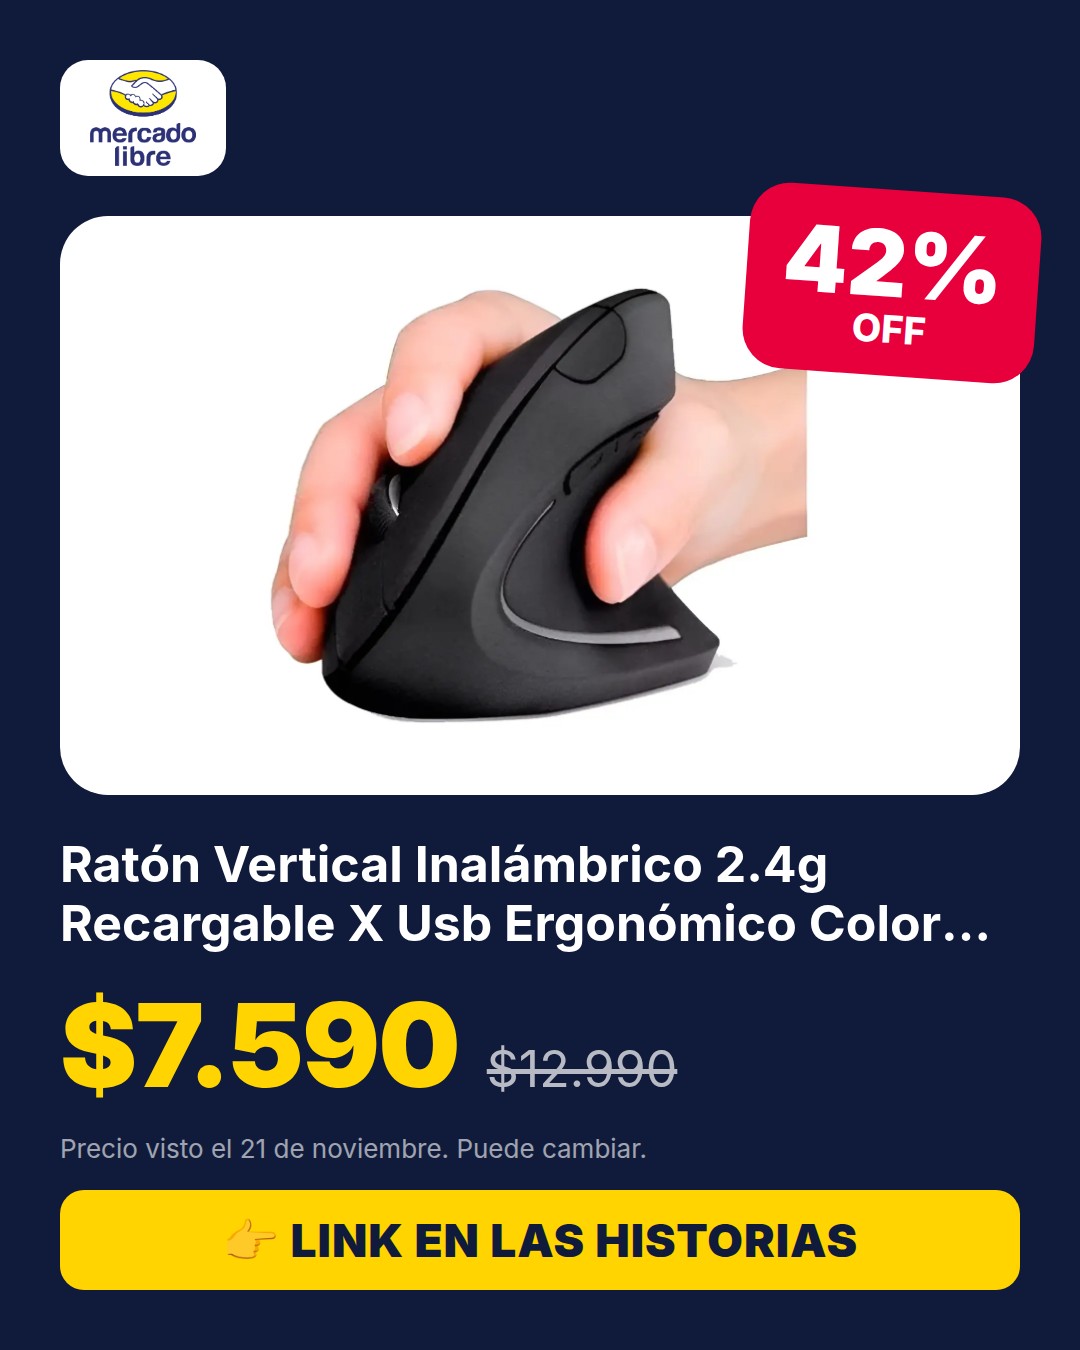 mercado
libre
42%
OFF
Ratón Vertical Inalámbrico 2.4g
Recargable X Usb Ergonómico Color...
$7.590 $12.990
Precio visto el 21 de noviembre. Puede cambiar.
👉 LINK EN LAS HISTORIAS